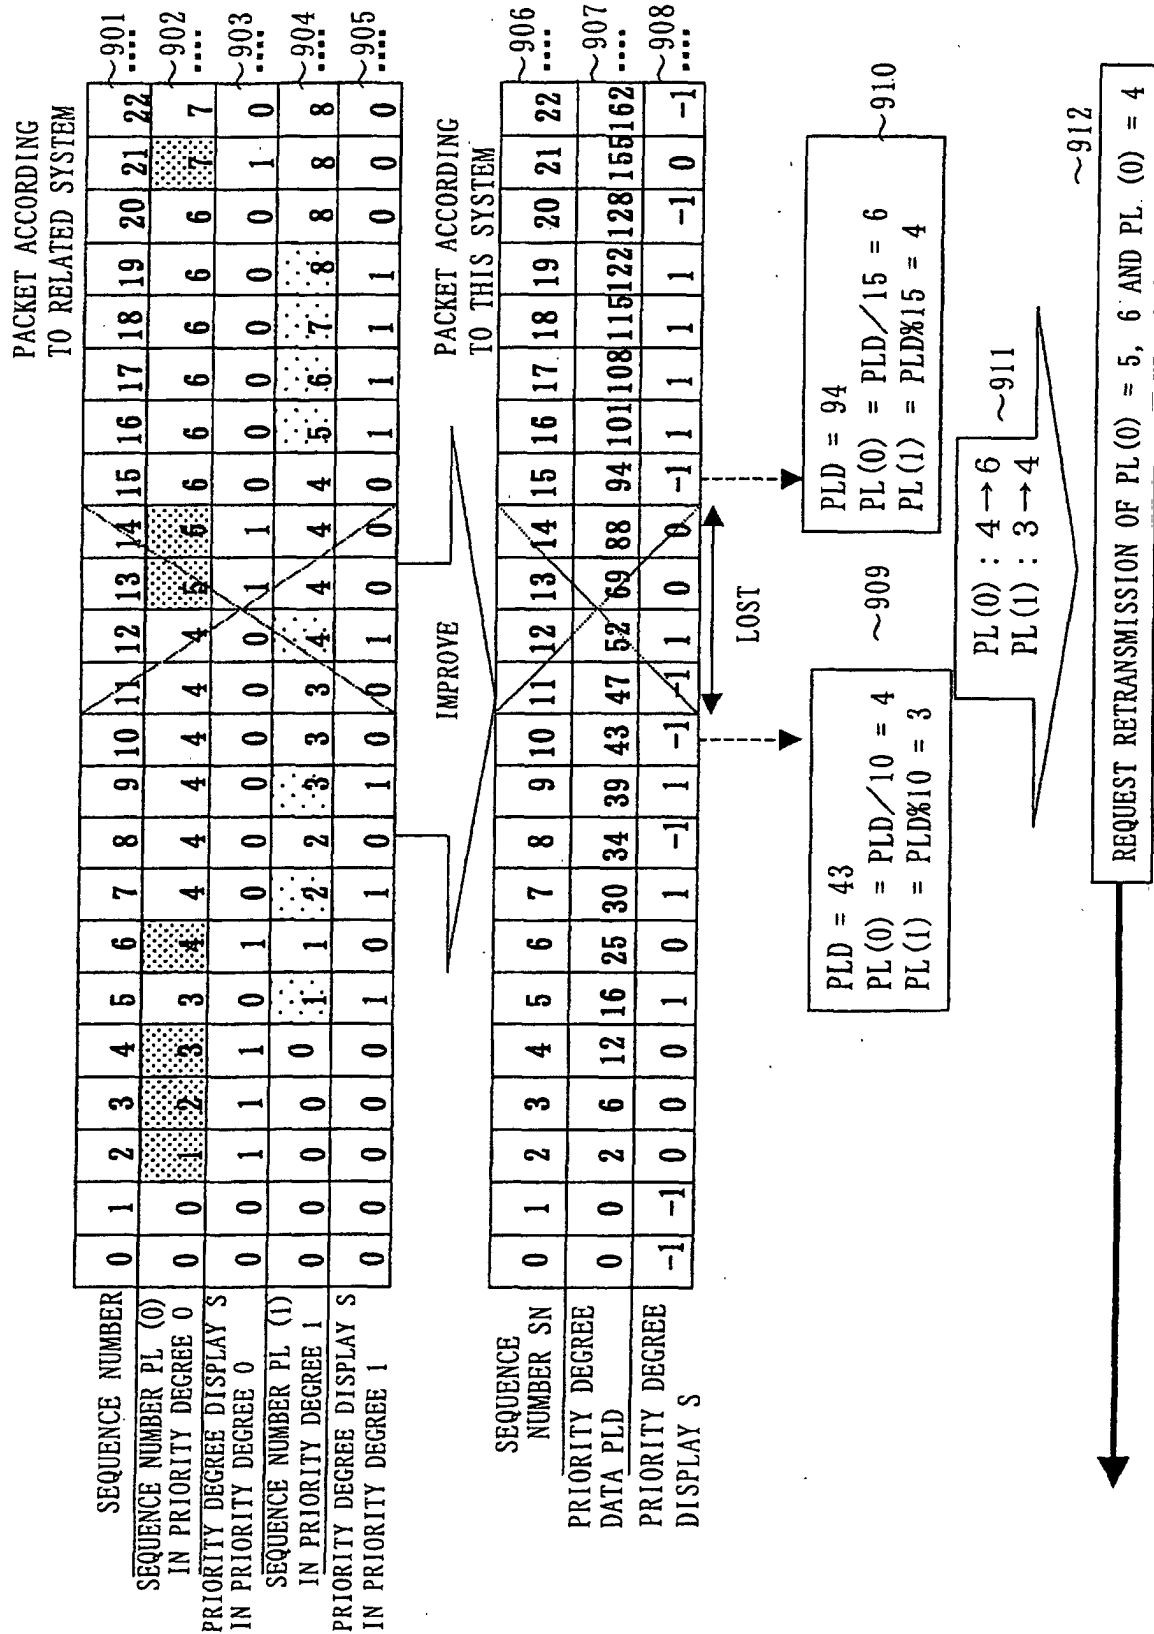 PACKET ACCORDING
TO RELATED SYSTEM
SEQUENCE NUMBER 0 1 2 3 4 5 6 7 8 9 10 11 12 13 14 15 16 17 18 19 20 21 22 ~901
SEQUENCE NUMBER PL (0)
IN PRIORITY DEGREE 0 0 0 1 2 3 3 4 4 4 4 4 4 4 5 6 6 6 6 6 6 6 7 7 ~902
PRIORITY DEGREE DISPLAY S
IN PRIORITY DEGREE 0 0 0 1 1 1 0 1 0 0 0 0 0 0 1 1 0 0 0 0 0 0 1 0 ~903
SEQUENCE NUMBER PL (1)
IN PRIORITY DEGREE 1 0 0 0 0 0 1 1 2 2 3 3 3 4 4 4 4 5 6 7 8 8 8 8 ~904
PRIORITY DEGREE DISPLAY S
IN PRIORITY DEGREE 1 0 0 0 0 0 1 0 1 0 1 0 0 1 0 0 0 1 1 1 1 0 0 0 ~905
IMPROVE
PACKET ACCORDING
TO THIS SYSTEM
SEQUENCE
NUMBER SN 0 1 2 3 4 5 6 7 8 9 10 11 12 13 14 15 16 17 18 19 20 21 22 ~906
PRIORITY DEGREE
DATA PLD 0 0 2 6 12 16 25 30 34 39 43 47 52 69 88 94 101 108 115 122 128 155 162 ~907
PRIORITY DEGREE
DISPLAY S -1 -1 0 0 0 1 0 1 -1 1 -1 -1 1 0 0 -1 1 1 1 1 -1 0 -1 ~908
LOST
PLD = 43
PL(0) = PLD/10 = 4
PL(1) = PLD%10 = 3
~909
PLD = 94
PL(0) = PLD/15 = 6
PL(1) = PLD%15 = 4
~910
PL(0) : 4→6
PL(1) : 3→4
~911
REQUEST RETRANSMISSION OF PL(0) = 5, 6 AND PL (0) = 4
~912